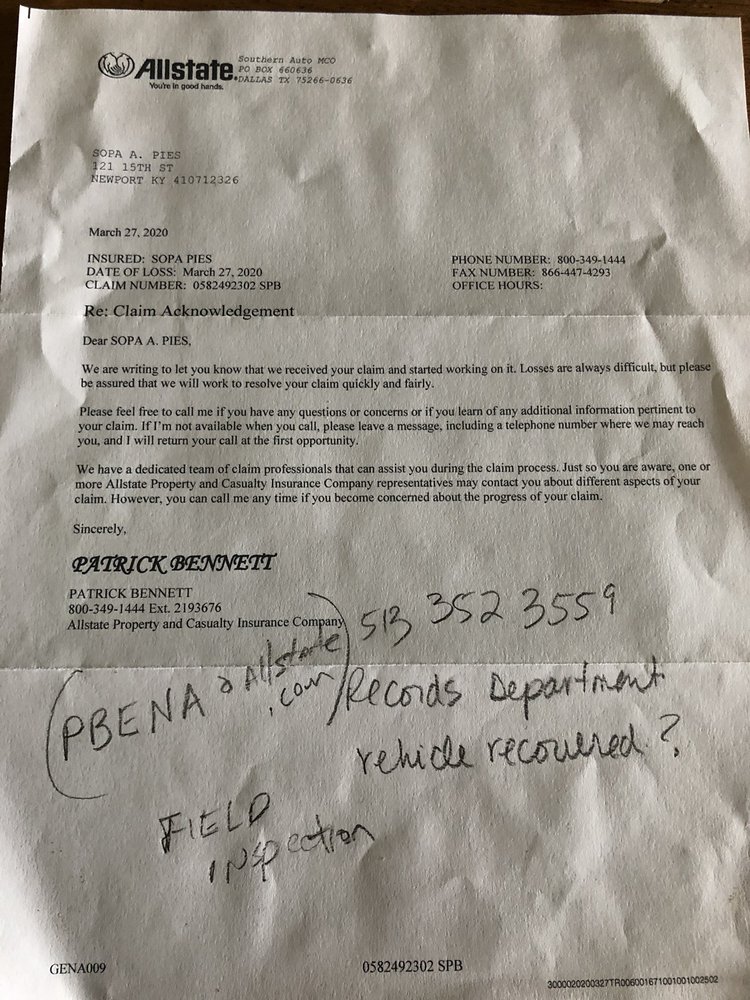 Allstate.
You're in good hands.
Southern Auto MCO
PO BOX 660636
DALLAS TX 75266-0636
SOPA A. PIES
121 15TH ST
NEWPORT KY 410712326
March 27, 2020
INSURED: SOPA PIES
DATE OF LOSS: March 27, 2020
CLAIM NUMBER: 0582492302 SPB
PHONE NUMBER: 800-349-1444
FAX NUMBER: 866-447-4293
OFFICE HOURS:
Re: Claim Acknowledgement
Dear SOPA A. PIES,
We are writing to let you know that we received your claim and started working on it. Losses are always difficult, but please
be assured that we will work to resolve your claim quickly and fairly.
Please feel free to call me if you have any questions or concerns or if you learn of any additional information pertinent to
your claim. If I'm not available when you call, please leave a message, including a telephone number where we may reach
you, and I will return your call at the first opportunity.
We have a dedicated team of claim professionals that can assist you during the claim process. Just so you are aware, one or
more Allstate Property and Casualty Insurance Company representatives may contact you about different aspects of your
claim. However, you can call me any time if you become concerned about the progress of your claim.
Sincerely,
PATRICK BENNETT
PATRICK BENNETT
800-349-1444 Ext. 2193676
Allstate Property and Casualty Insurance Company
513 352 3559
(PBENA @ Allstate
.com)
Records Department
vehicle recovered?
FIELD
inspection
GENA009
0582492302 SPB
3000020200327TR006001671001001002502